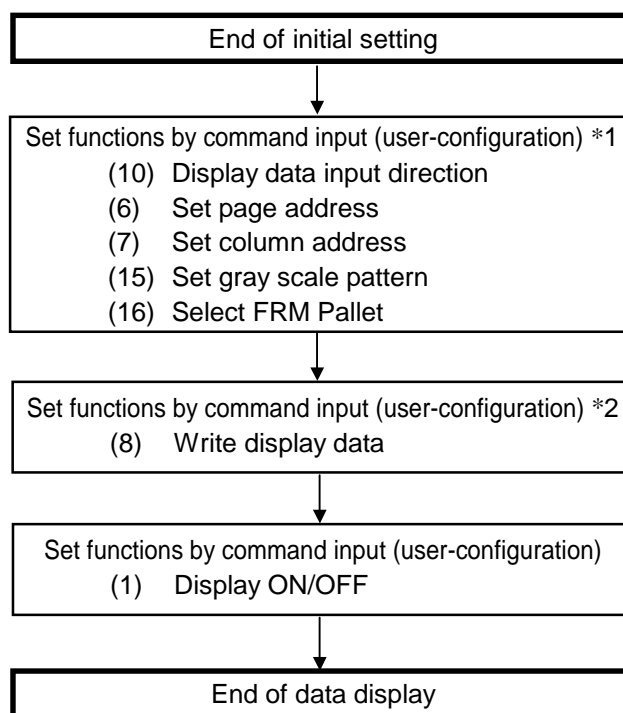 End of initial setting
Set functions by command input (user-configuration) *1
(10) Display data input direction
(6) Set page address
(7) Set column address
(15) Set gray scale pattern
(16) Select FRM Pallet
Set functions by command input (user-configuration) *2
(8) Write display data
Set functions by command input (user-configuration)
(1) Display ON/OFF
End of data display